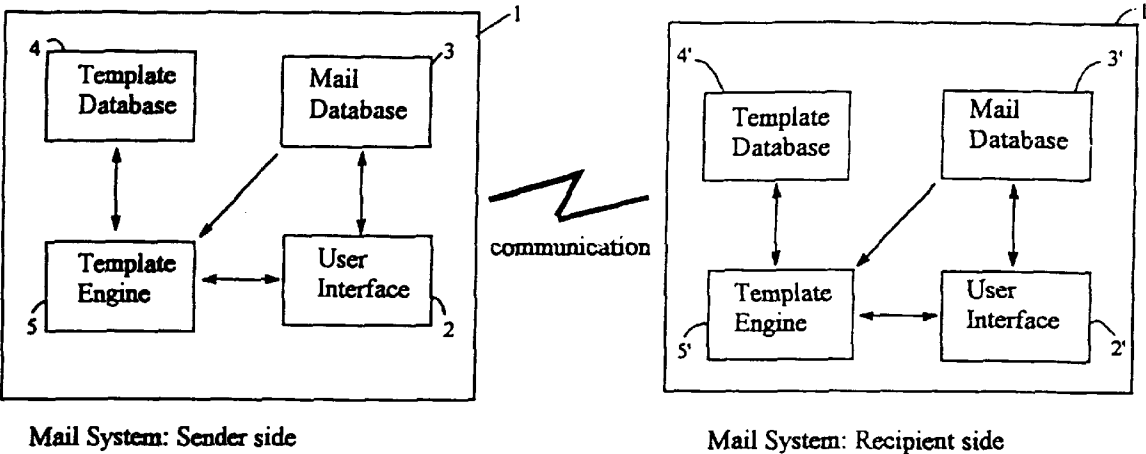 1
4
Template
Database
3
Mail
Database
Template
Engine
5
User
Interface
2
Mail System: Sender side
communication
1
4'
Template
Database
3'
Mail
Database
Template
Engine
5'
User
Interface
2'
Mail System: Recipient side